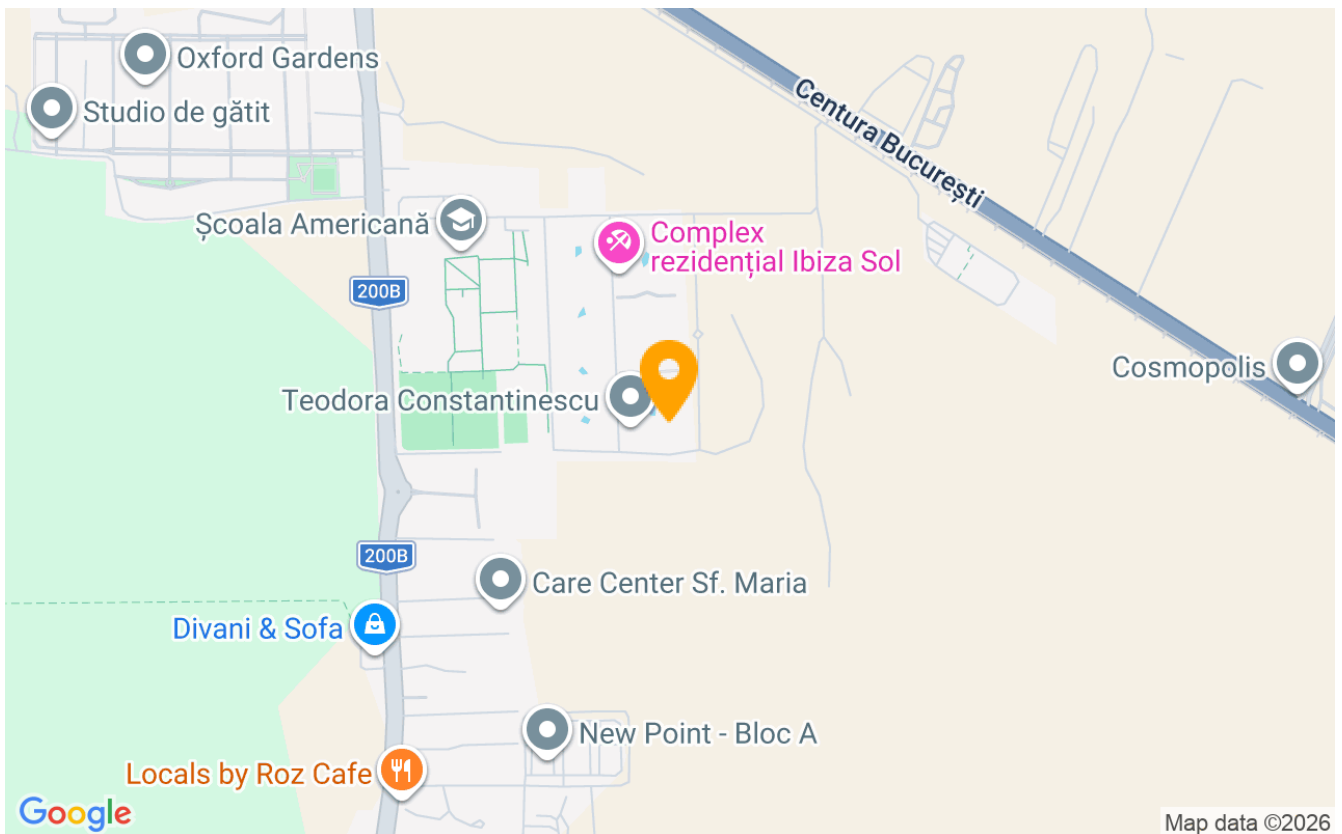 Oxford Gardens
Studio de gătit
Centura București
Școala Americană
Complex
rezidențial Ibiza Sol
200B
Cosmopolis
Teodora Constantinescu
200B
Care Center Sf. Maria
Divani & Sofa
New Point - Bloc A
Locals by Roz Cafe
Google
Map data ©2026